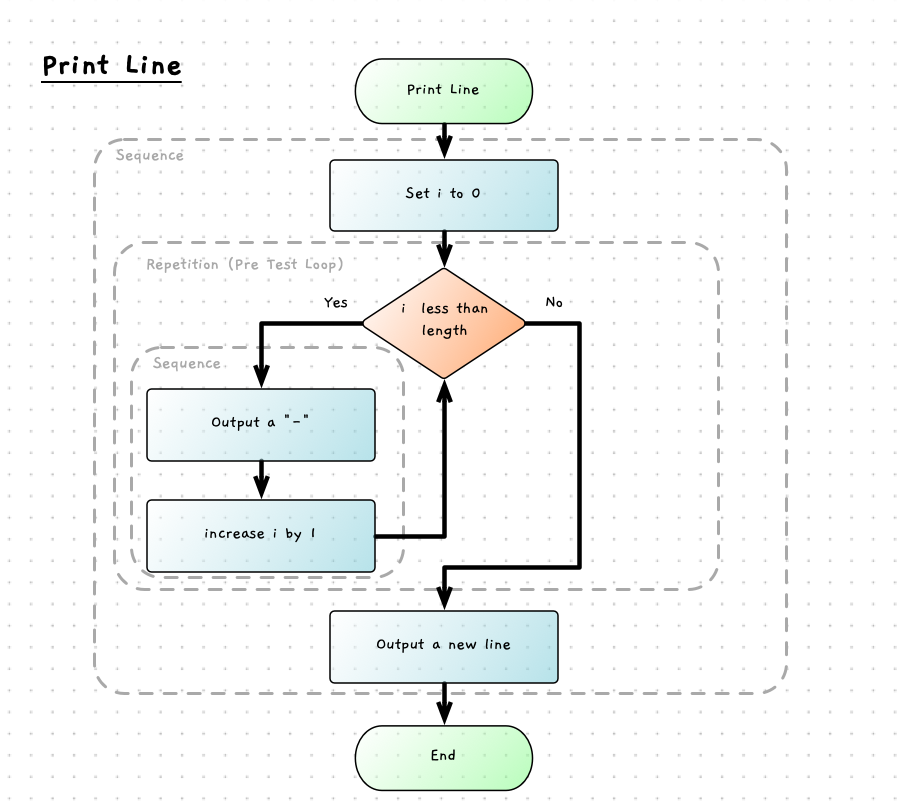 Print Line
Print Line
Sequence
Set i to 0
Repetition (Pre Test Loop)
Yes
No
i less than
length
Sequence
Output a "-"
increase i by 1
Output a new line
End